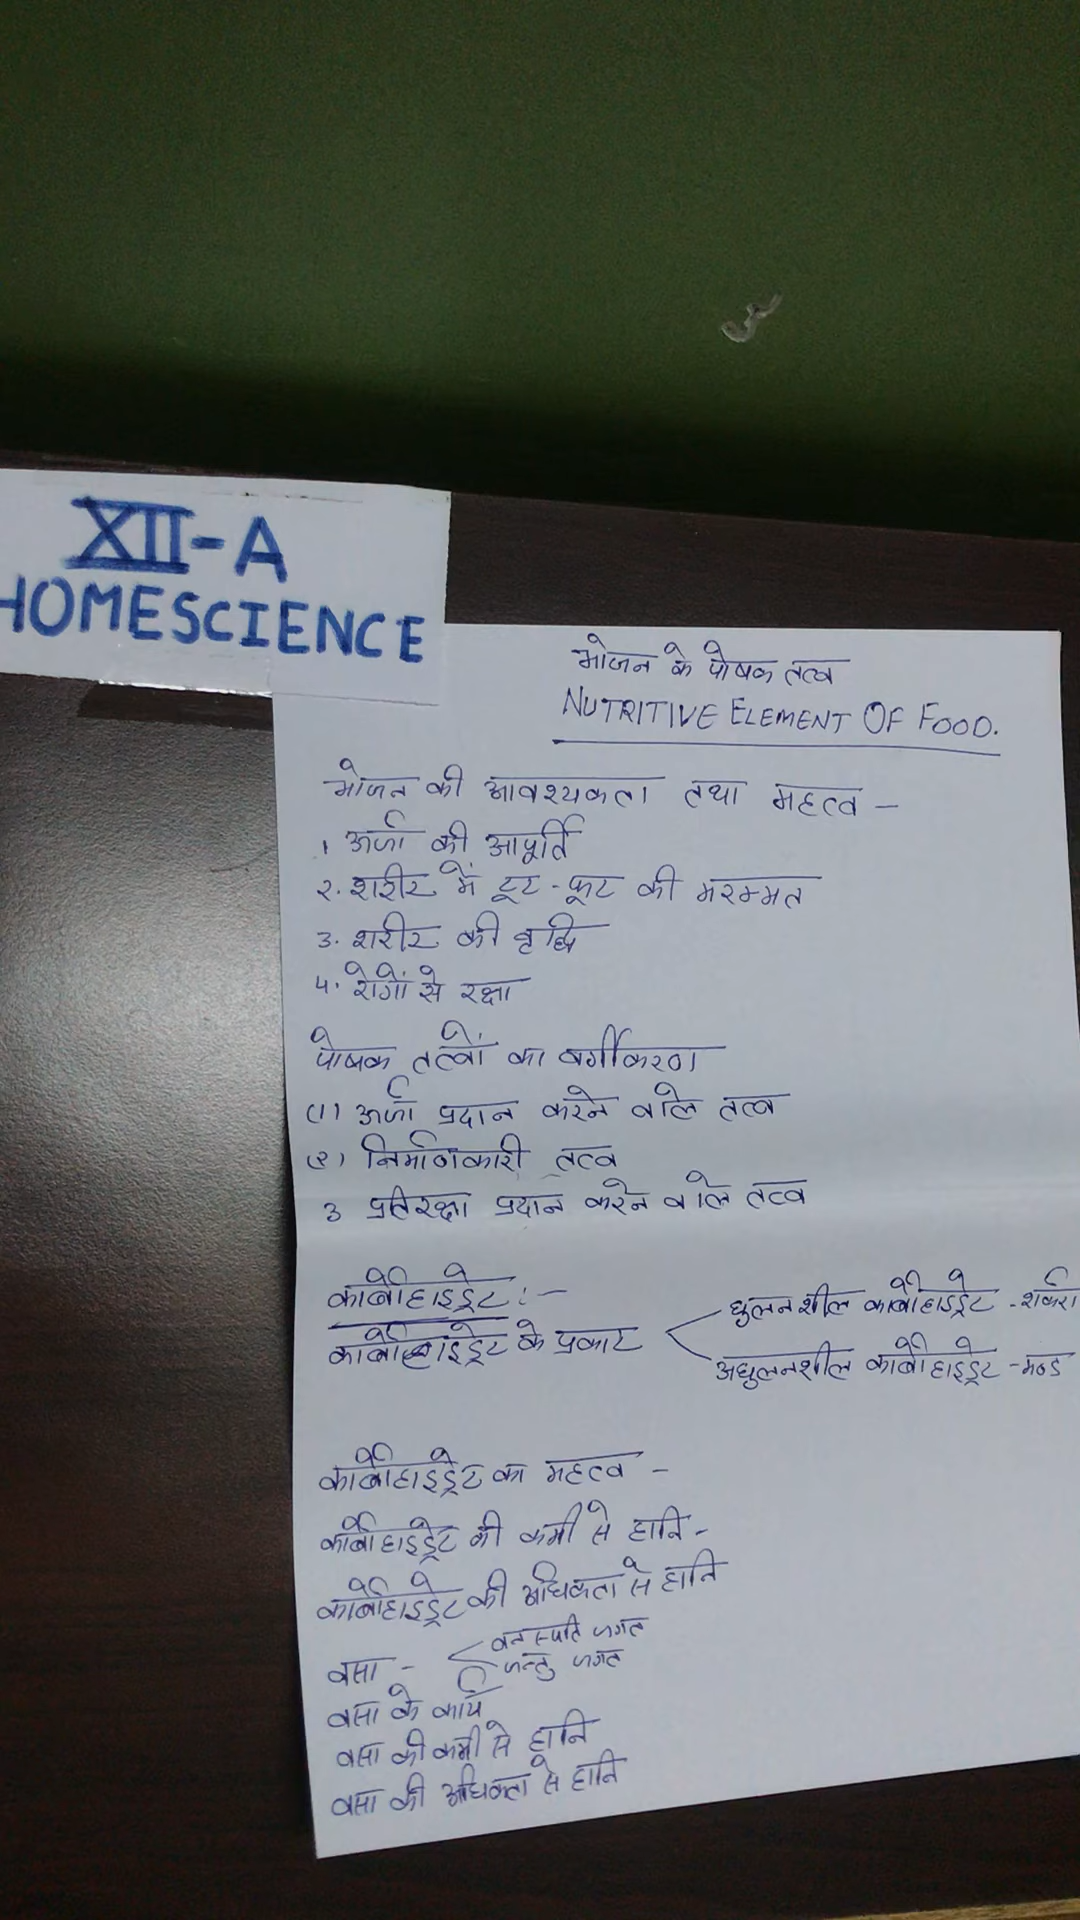 XII-A
HOMESCIENCE
भोजन के पोषक तत्व
NUTRITIVE ELEMENT OF FOOD.
भोजन की आवश्यकता तथा महत्व –
1. ऊर्जा की आपूर्ति
२. शरीर में टूट-फूट की मरम्मत
3. शरीर की वृद्धि
4. रोगों से रक्षा
पोषक तत्वों का वर्गीकरण
(1) ऊर्जा प्रदान करने वाले तत्व
(२) निर्माणकारी तत्व
3 प्रतिरक्षा प्रदान करने वाले तत्व
कार्बोहाइड्रेट :-
कार्बोहाइड्रेट के प्रकार
घुलनशील कार्बोहाइड्रेट - शर्करा
अघुलनशील कार्बोहाइड्रेट - मण्ड
कार्बोहाइड्रेट का महत्व –
कार्बोहाइड्रेट की कमी से हानि -
कार्बोहाइड्रेट की अधिकता से हानि
वसा - वनस्पति जगत
जन्तु जगत
वसा के कार्य
वसा की कमी से हानि
वसा की अधिकता से हानि